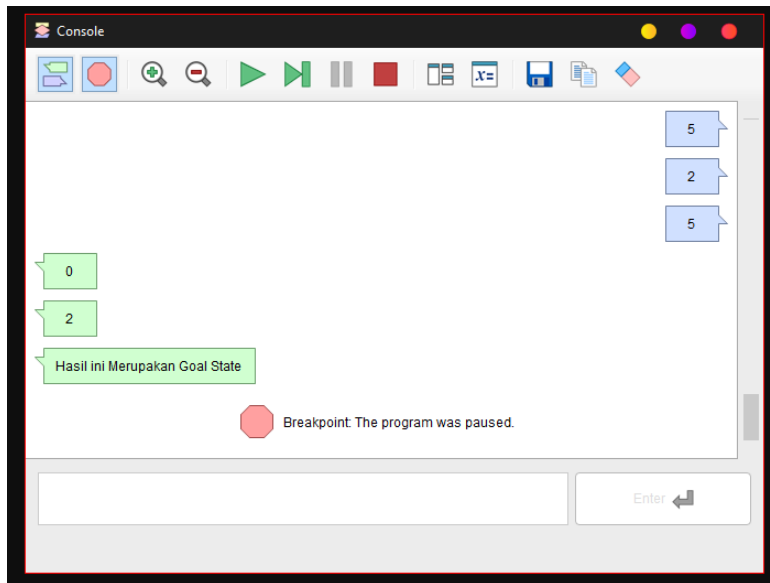 Console
x=
5
2
5
0
2
Hasil ini Merupakan Goal State
Breakpoint: The program was paused.
Enter